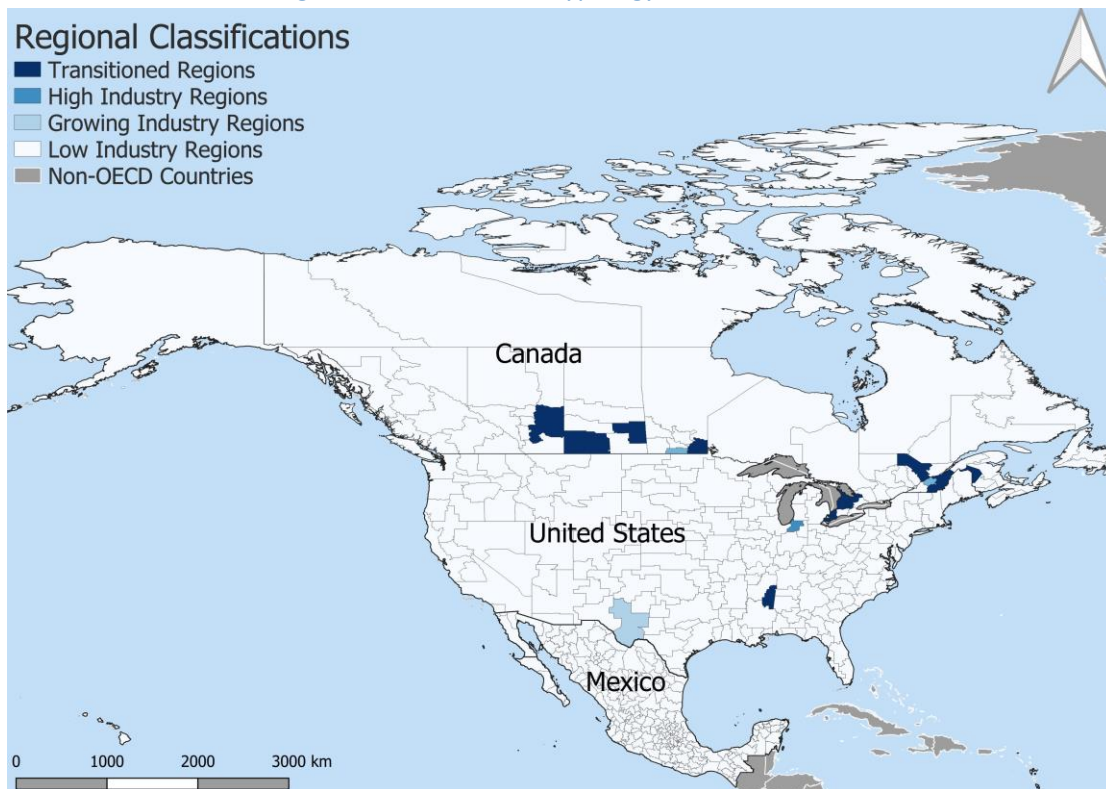 Regional Classifications
Transitioned Regions
High Industry Regions
Growing Industry Regions
Low Industry Regions
Non-OECD Countries
Canada
United States
Mexico
0 1000 2000 3000 km